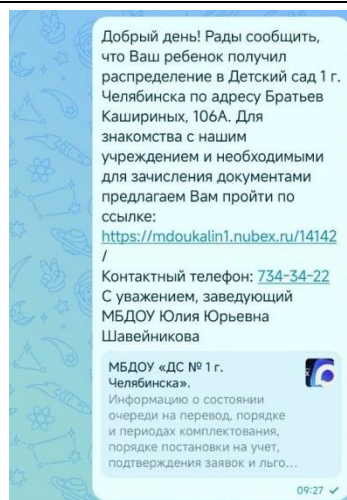 Добрый день! Рады сообщить,
что Ваш ребенок получил
распределение в Детский сад 1 г.
Челябинска по адресу Братьев
Кашириных, 106А. Для
знакомства с нашим
учреждением и необходимыми
для зачисления документами
предлагаем Вам пройти по
ссылке:
https://mdoukalin1.nubex.ru/14142
/
Контактный телефон: 734-34-22
С уважением, заведующий
МБДОУ Юлия Юрьевна
Шавейникова
МБДОУ «ДС № 1 г.
Челябинска».
Информацию о состоянии
очереди на перевод, порядке
и периодах комплектования,
порядке постановки на учет,
подтверждения заявок и льго...
09:27